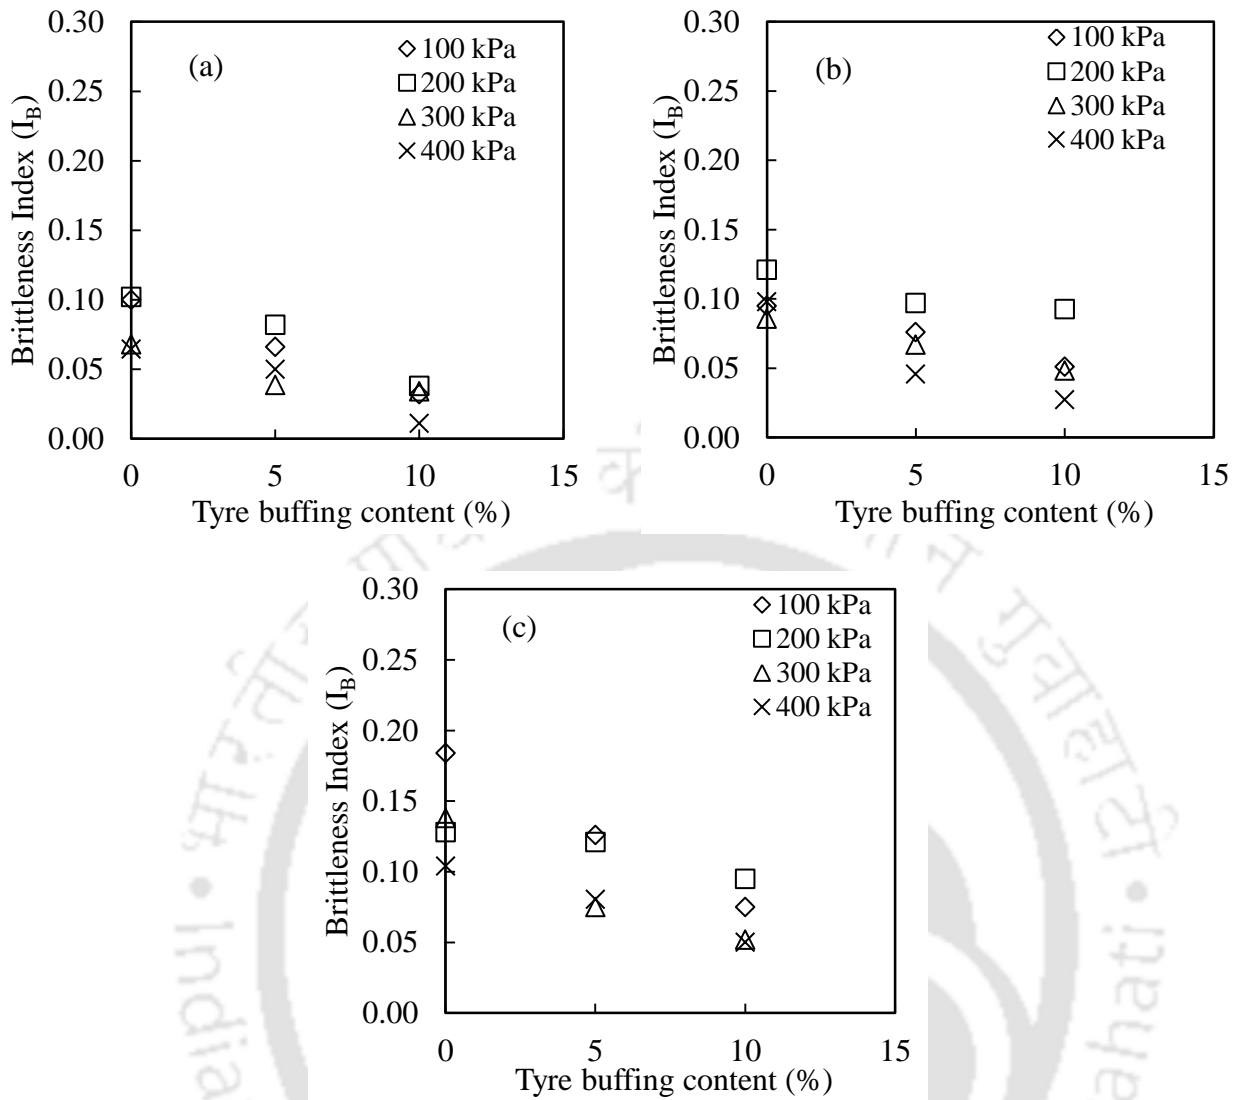 (a)
100 kPa
200 kPa
300 kPa
400 kPa
Brittleness Index (I_B)
0.30
0.25
0.20
0.15
0.10
0.05
0.00
0 5 10 15
Tyre buffing content (%)
(b)
100 kPa
200 kPa
300 kPa
400 kPa
Brittleness Index (I_B)
0.30
0.25
0.20
0.15
0.10
0.05
0.00
0 5 10 15
Tyre buffing content (%)
(c)
100 kPa
200 kPa
300 kPa
400 kPa
Brittleness Index (I_B)
0.30
0.25
0.20
0.15
0.10
0.05
0.00
0 5 10 15
Tyre buffing content (%)